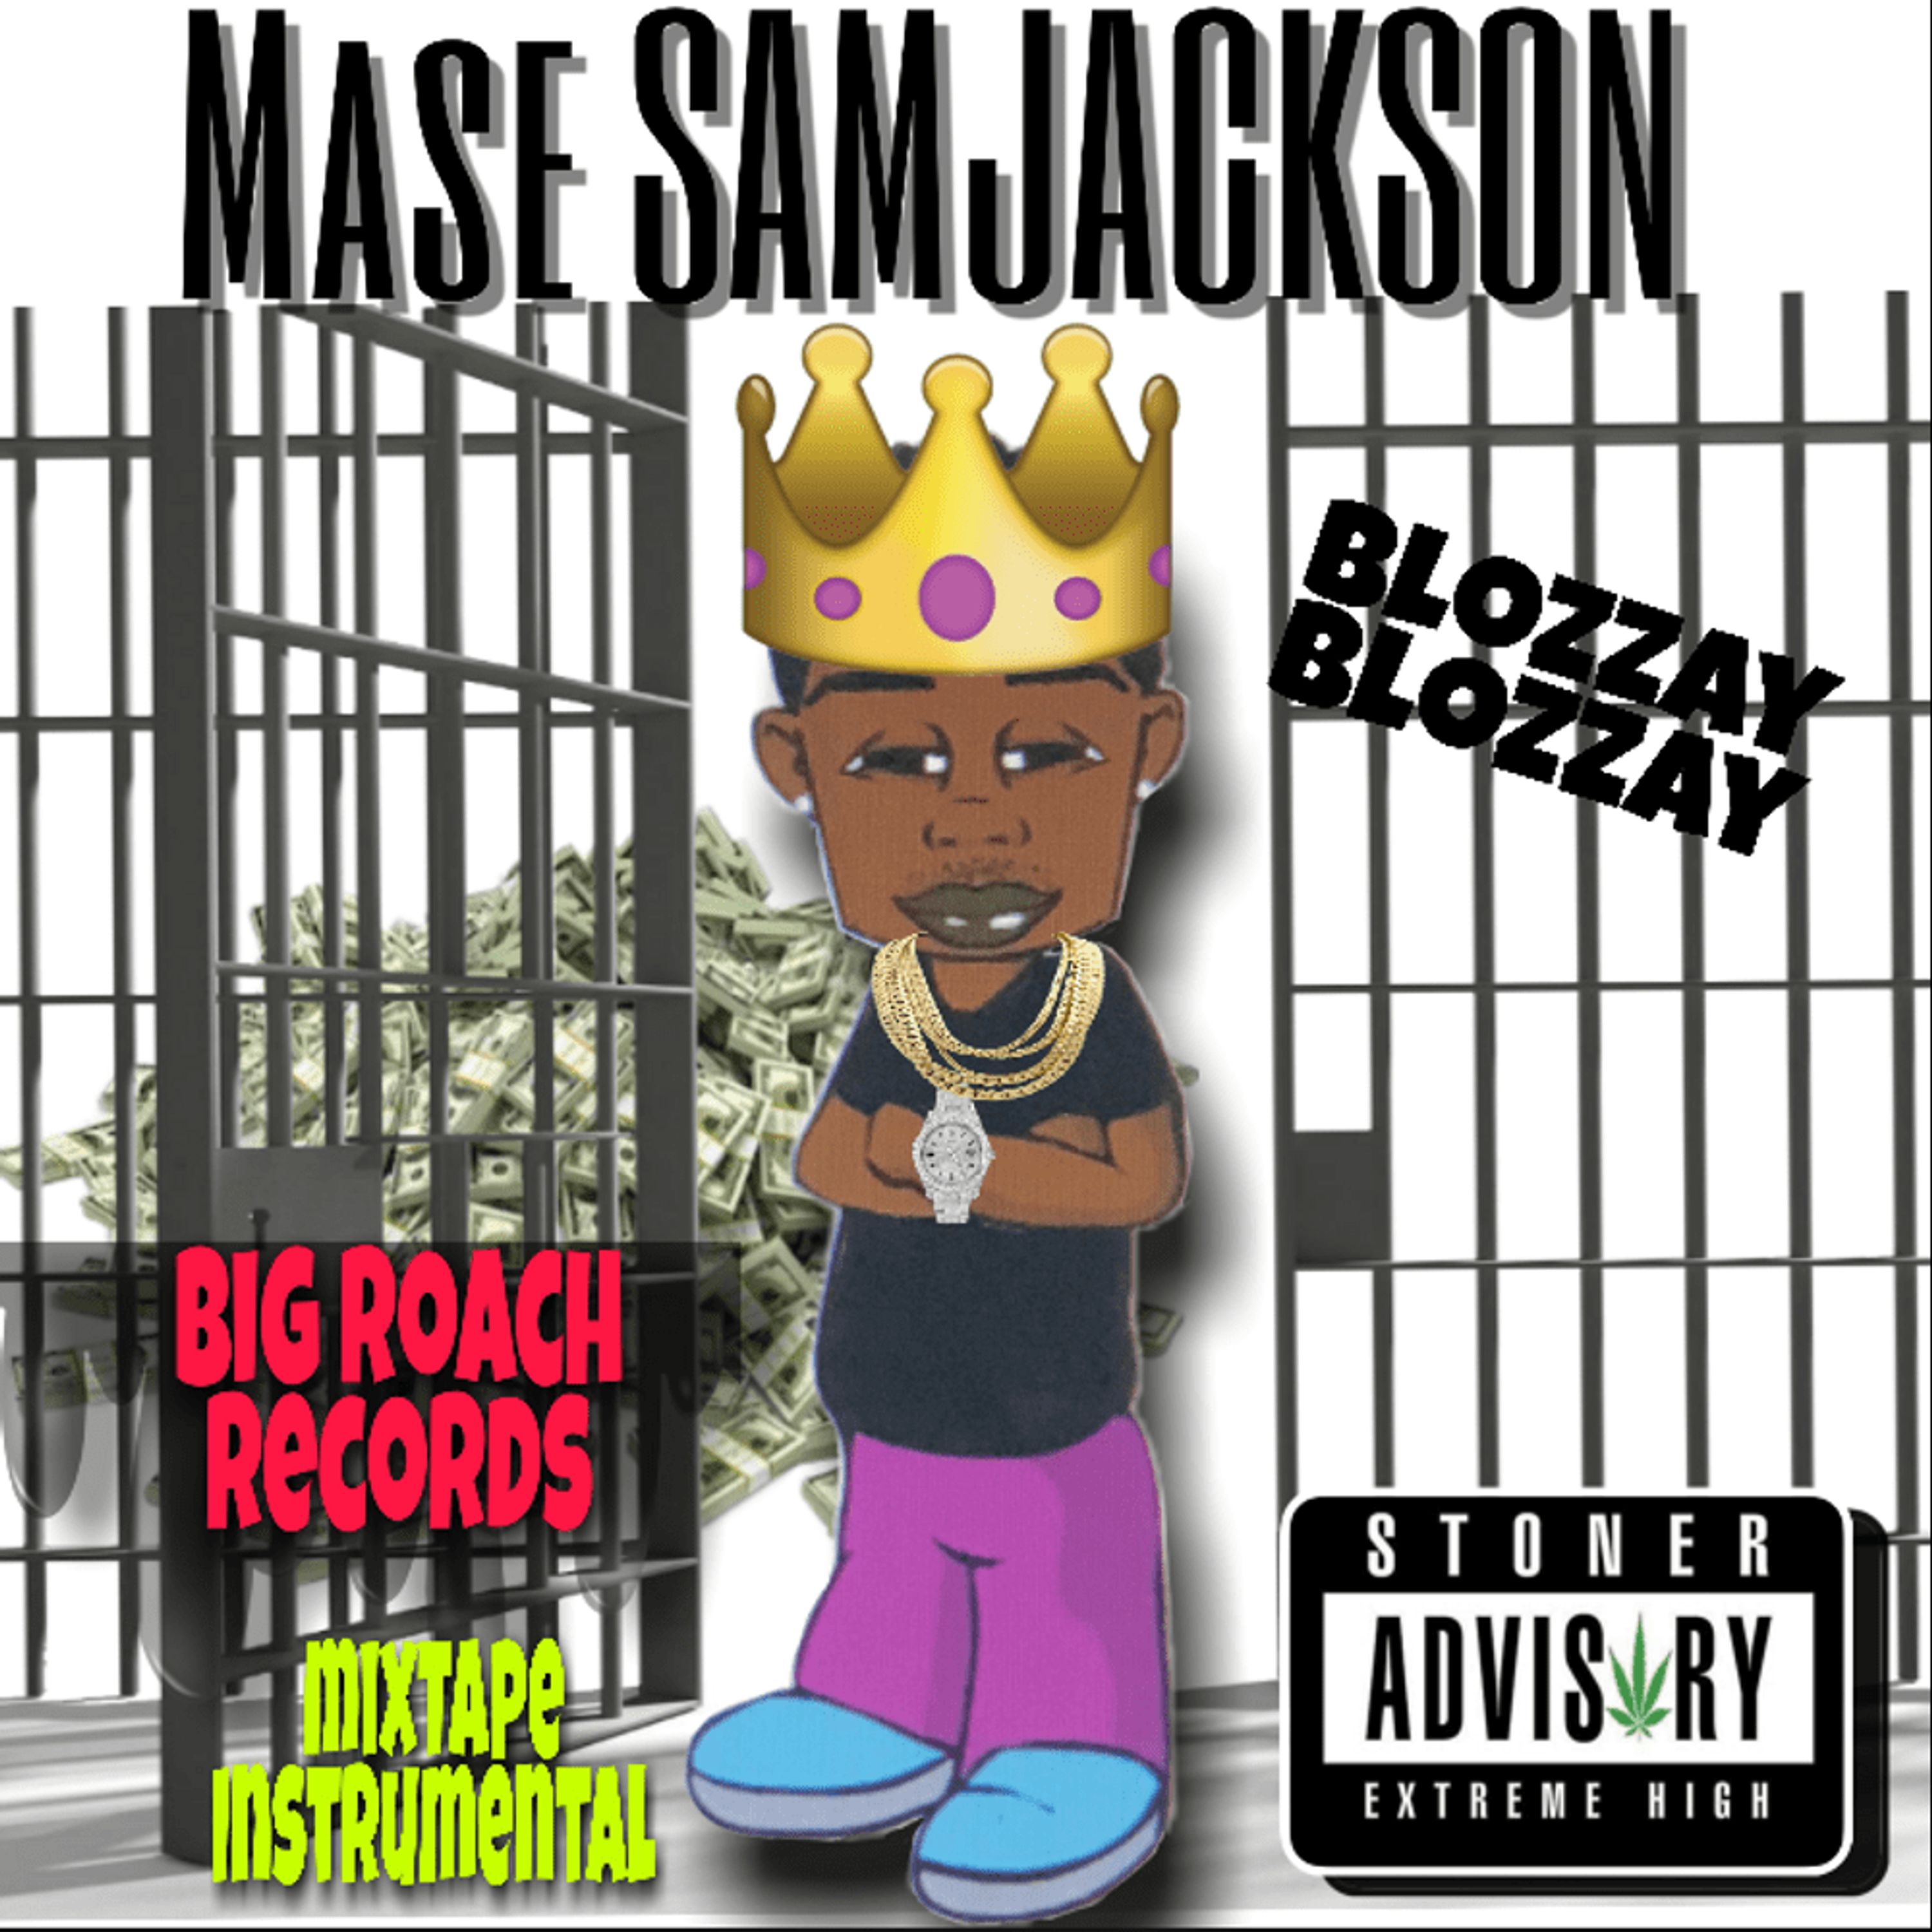 MASE SAMJACKSON
BLOZZAY
BLOZZAY
BIG ROACH
ReCORDS
mixTAPe
INSTRumeNTAL
STONER
ADVISORY
EXTREME HIGH